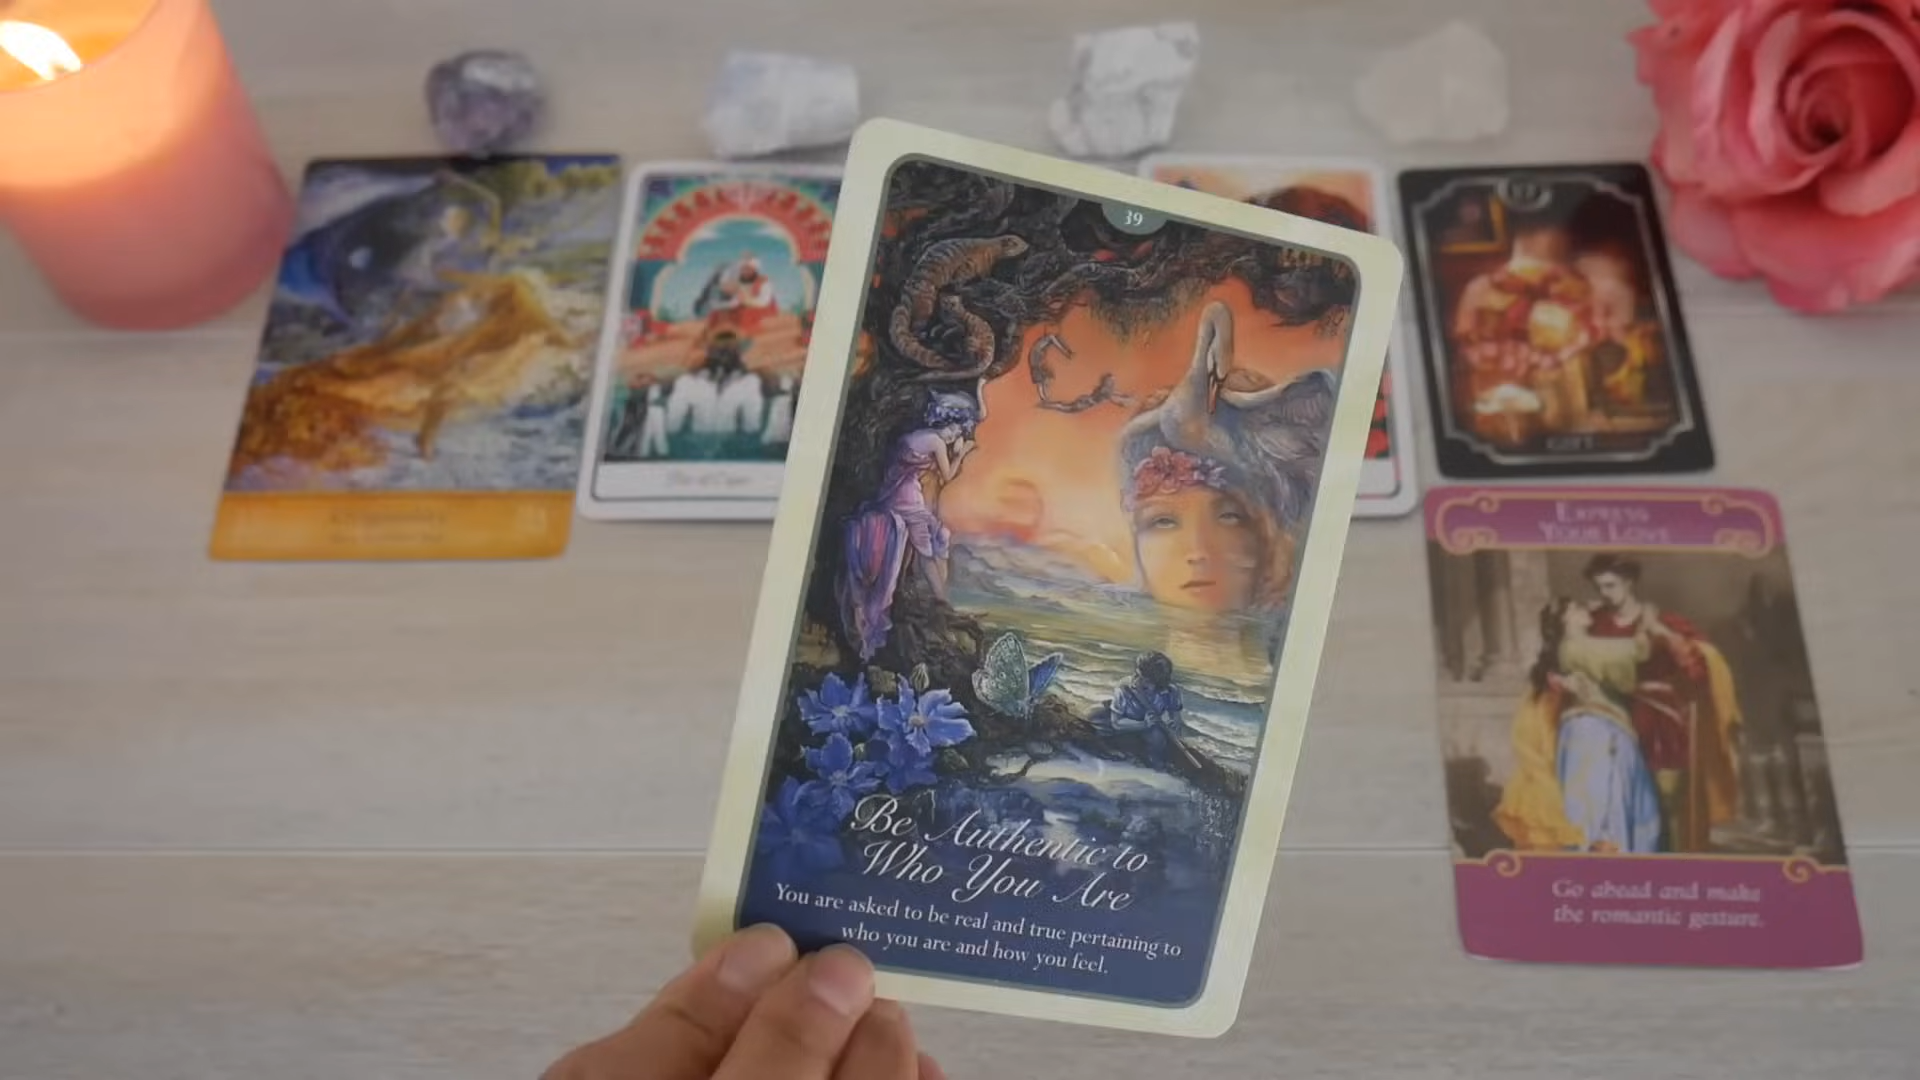 39
Be Authentic to
Who You Are
You are asked to be real and true pertaining to
who you are and how you feel.
Express
Your Love
Go ahead and make
the romantic gesture.